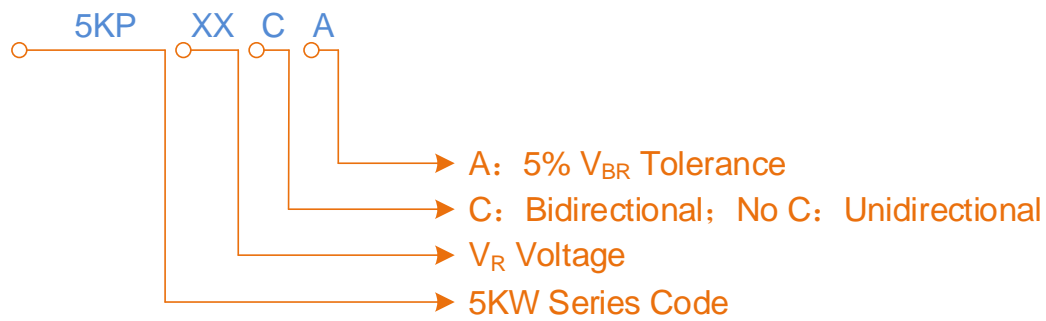 5KP XX C A
A：5% VBR Tolerance
C：Bidirectional；No C：Unidirectional
VR Voltage
5KW Series Code